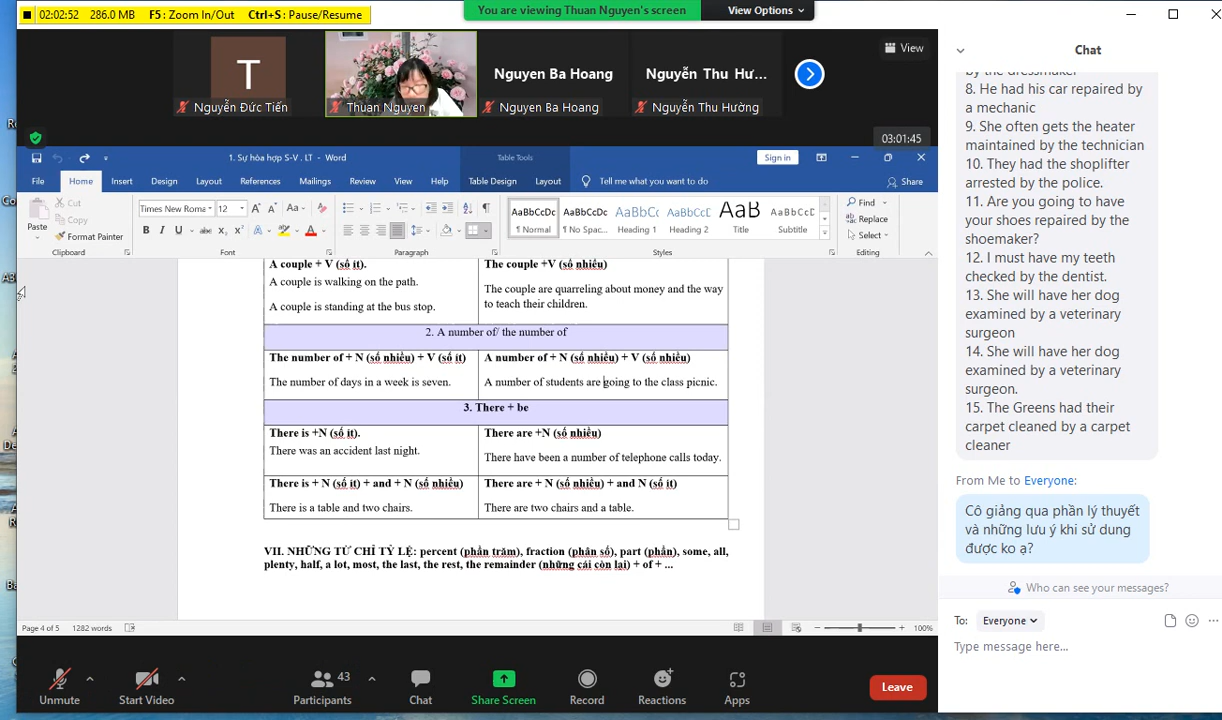 02:02:52 286.0 MB F5: Zoom In/Out Ctrl+S: Pause/Resume
You are viewing Thuan Nguyen's screen
View Options
T
Nguyễn Đức Tiến
Thuan Nguyen
Nguyen Ba Hoang
Nguyen Ba Hoang
Nguyễn Thu Hư...
Nguyễn Thu Hường
View
03:01:45
1. Sự hòa hợp S-V . LT - Word
Table Tools
Sign in
File Home Insert Design Layout References Mailings Review View Help Table Design Layout Tell me what you want to do Share
Paste
Cut
Copy
Format Painter
Clipboard
Times New Roma 12
Font
Paragraph
AaBbCcDc AaBbCcDc AaBbCc AaBbCcC AaB AaBbCcC
¶ Normal ¶ No Spac... Heading 1 Heading 2 Title Subtitle
Styles
Find
Replace
Select
Editing
A couple + V (số ít).
A couple is walking on the path.
A couple is standing at the bus stop.
The couple +V (số nhiều)
The couple are quarreling about money and the way
to teach their children.
2. A number of/ the number of
The number of + N (số nhiều) + V (số ít)
The number of days in a week is seven.
A number of + N (số nhiều) + V (số nhiều)
A number of students are going to the class picnic.
3. There + be
There is +N (số ít).
There was an accident last night.
There are +N (số nhiều)
There have been a number of telephone calls today.
There is + N (số ít) + and + N (số nhiều)
There is a table and two chairs.
There are + N (số nhiều) + and N (số ít)
There are two chairs and a table.
VII. NHỮNG TỪ CHỈ TỶ LỆ: percent (phần trăm), fraction (phân số), part (phần), some, all,
plenty, half, a lot, most, the last, the rest, the remainder (những cái còn lại) + of + ...
Page 4 of 5 1282 words
100%
Unmute
Start Video
43
Participants
Chat
Share Screen
Record
Reactions
Apps
Leave
Chat
by the dressmaker
8. He had his car repaired by
a mechanic
9. She often gets the heater
maintained by the technician
10. They had the shoplifter
arrested by the police.
11. Are you going to have
your shoes repaired by the
shoemaker?
12. I must have my teeth
checked by the dentist.
13. She will have her dog
examined by a veterinary
surgeon
14. She will have her dog
examined by a veterinary
surgeon.
15. The Greens had their
carpet cleaned by a carpet
cleaner
From Me to Everyone:
Cô giảng qua phần lý thuyết
và những lưu ý khi sử dung
được ko ạ?
Who can see your messages?
To: Everyone
Type message here...